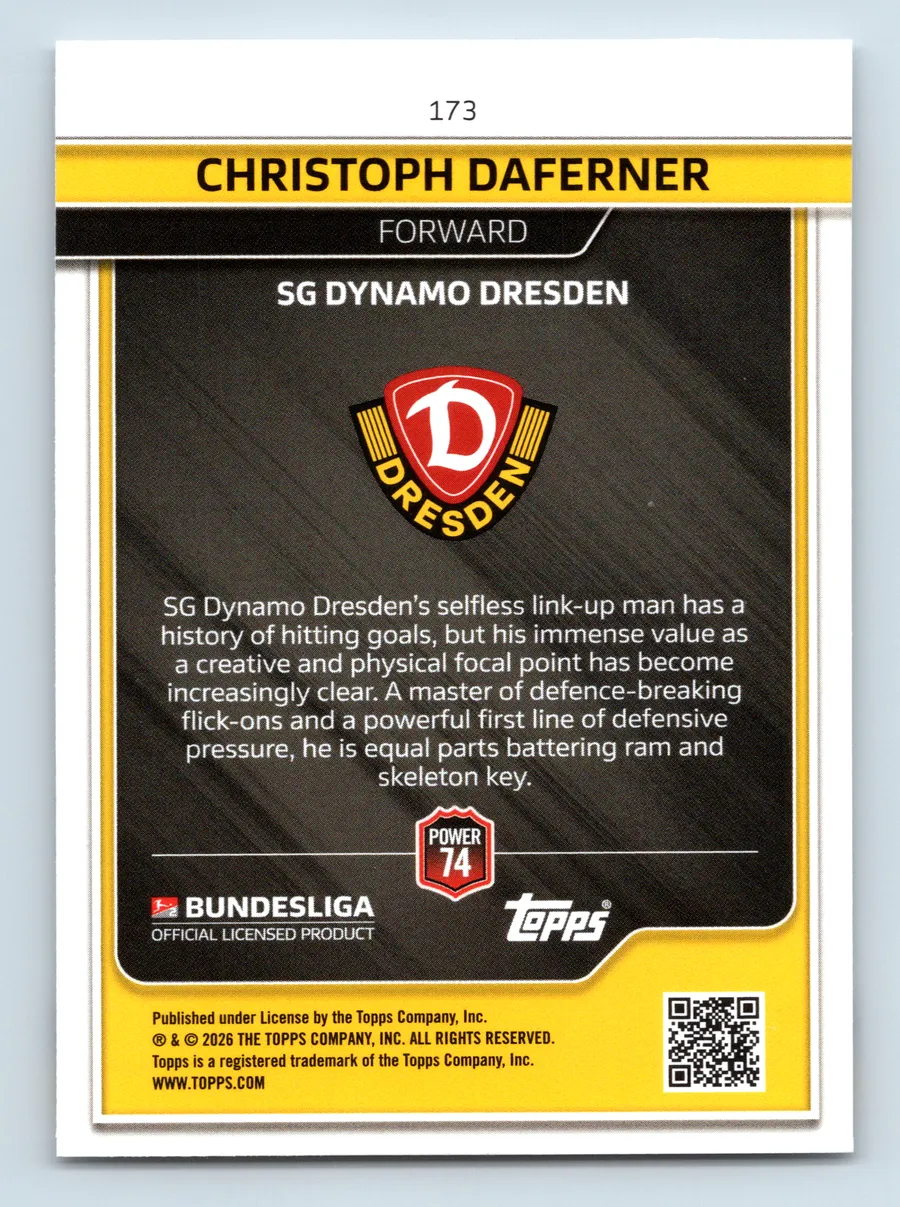 173
CHRISTOPH DAFERNER
FORWARD
SG DYNAMO DRESDEN
D
DRESDEN
SG Dynamo Dresden's selfless link-up man has a
history of hitting goals, but his immense value as
a creative and physical focal point has become
increasingly clear. A master of defence-breaking
flick-ons and a powerful first line of defensive
pressure, he is equal parts battering ram and
skeleton key.
POWER
74
2 BUNDESLIGA
OFFICIAL LICENSED PRODUCT
topps®
Published under License by the Topps Company, Inc.
® & © 2026 THE TOPPS COMPANY, INC. ALL RIGHTS RESERVED.
Topps is a registered trademark of the Topps Company, Inc.
WWW.TOPPS.COM